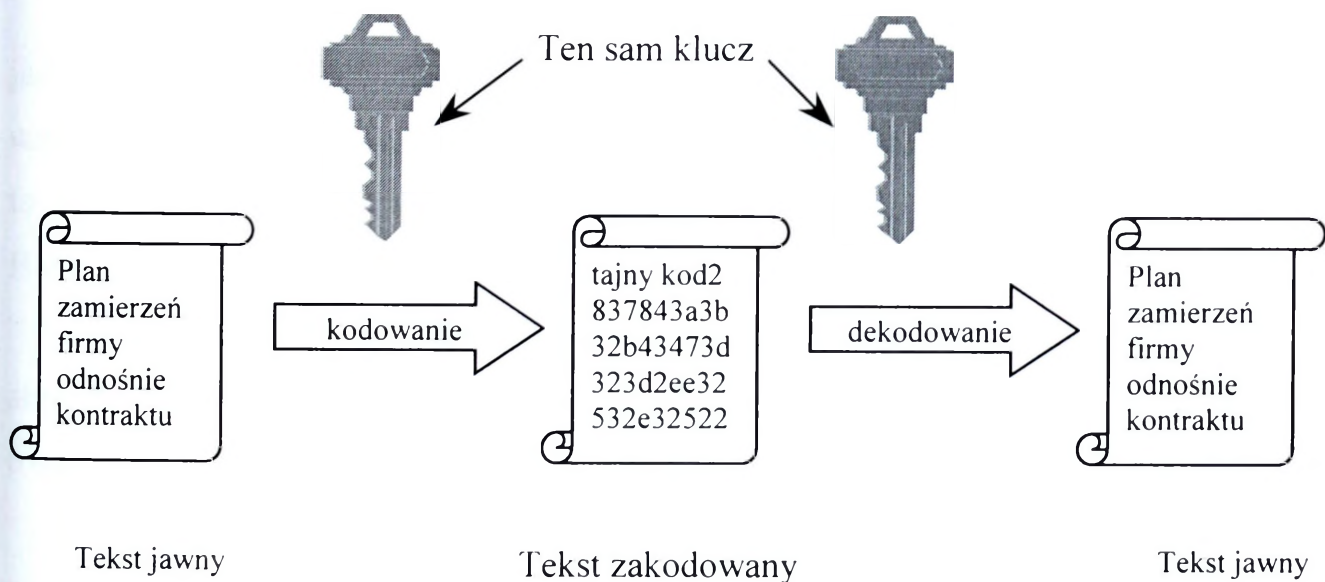 Ten sam klucz
Plan
zamierzeń
firmy
odnośnie
kontraktu
kodowanie
tajny kod2
837843a3b
32b43473d
323d2ee32
532e32522
dekodowanie
Plan
zamierzeń
firmy
odnośnie
kontraktu
Tekst jawny
Tekst zakodowany
Tekst jawny